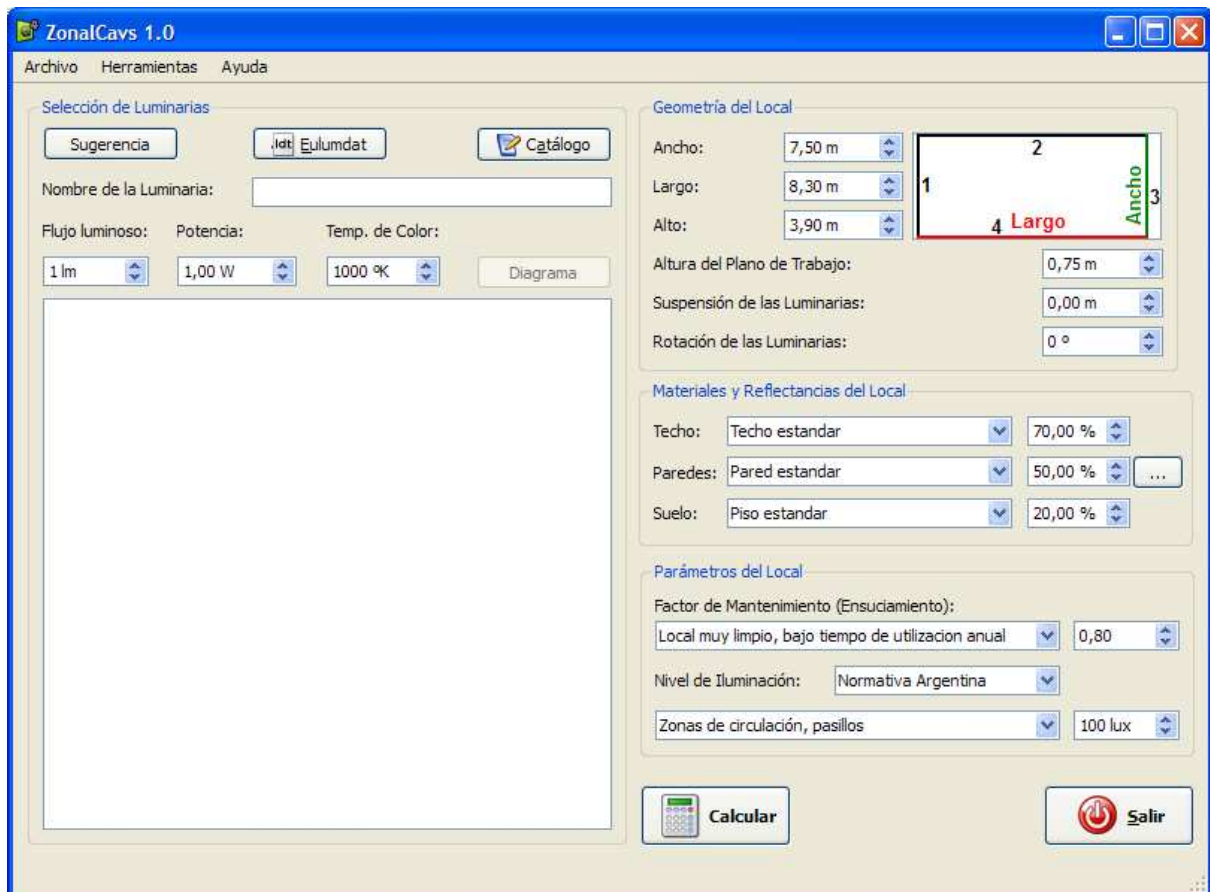 ZonalCavs 1.0
Archivo Herramientas Ayuda
Selección de Luminarias
Sugerencia .ldt Eulumdat Catálogo
Nombre de la Luminaria:
Flujo luminoso: Potencia: Temp. de Color:
1 lm 1,00 W 1000 ºK Diagrama
Geometría del Local
Ancho: 7,50 m
Largo: 8,30 m
Alto: 3,90 m
2
1
Ancho
3
4 Largo
Altura del Plano de Trabajo: 0,75 m
Suspensión de las Luminarias: 0,00 m
Rotación de las Luminarias: 0 º
Materiales y Reflectancias del Local
Techo: Techo estandar 70,00 %
Paredes: Pared estandar 50,00 % ...
Suelo: Piso estandar 20,00 %
Parámetros del Local
Factor de Mantenimiento (Ensuciamiento):
Local muy limpio, bajo tiempo de utilizacion anual 0,80
Nivel de Iluminación: Normativa Argentina
Zonas de circulación, pasillos 100 lux
Calcular Salir